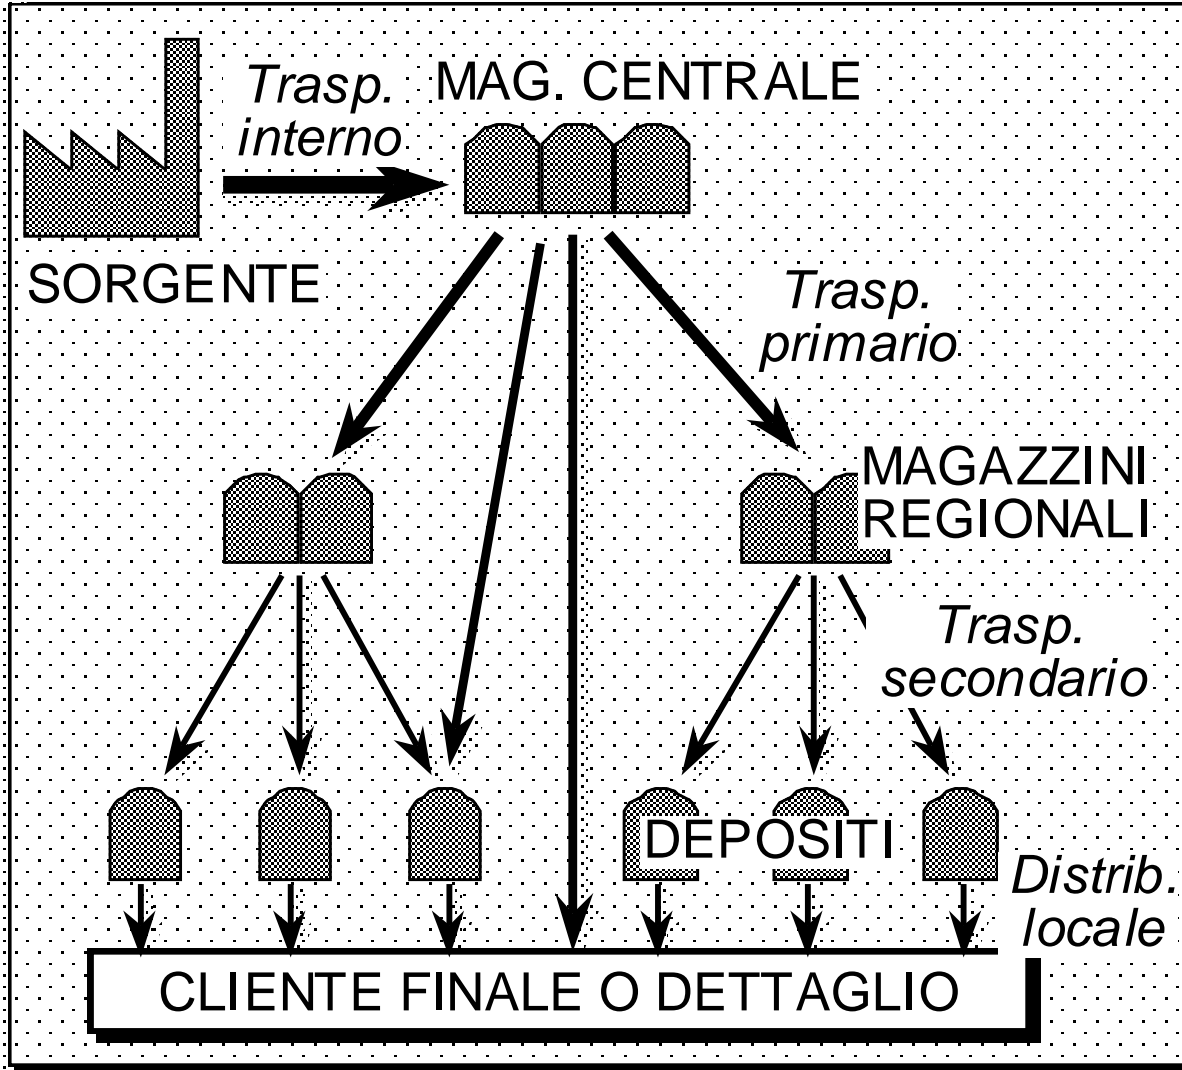 Trasp.
interno
MAG. CENTRALE
SORGENTE
Trasp.
primario
MAGAZZINI
REGIONALI
Trasp.
secondario
DEPOSITI
Distrib.
locale
CLIENTE FINALE O DETTAGLIO